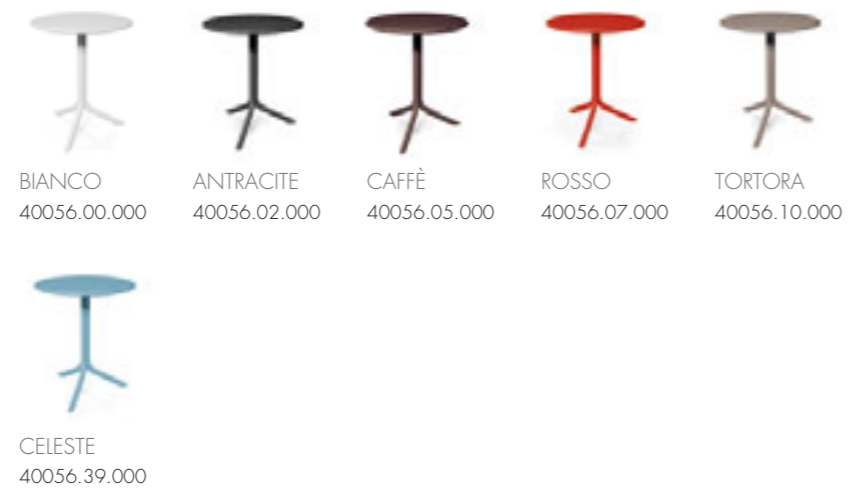 BIANCO
40056.00.000
ANTRACITE
40056.02.000
CAFFÈ
40056.05.000
ROSSO
40056.07.000
TORTORA
40056.10.000
CELESTE
40056.39.000